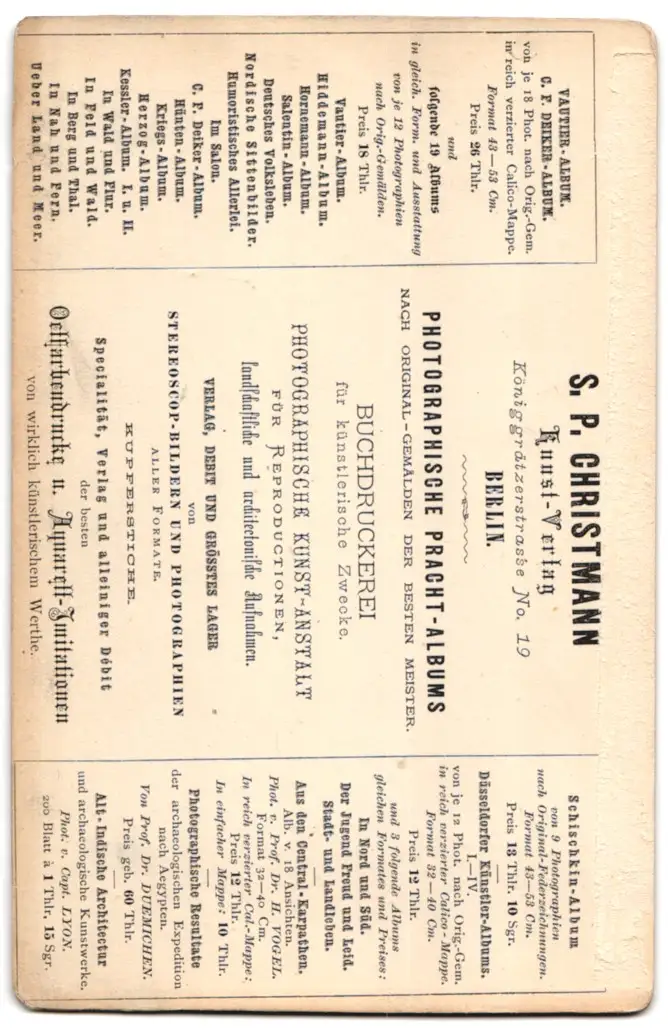 VAUTIER-ALBUM.
C. F. DEIKER-ALBUM.
von je 18 Phot. nach Orig.-Gem.
in reich verzierter Calico-Mappe.
Format 43—53 Cm.
Preis 26 Thlr.
und
folgende 19 Albums
in gleich. Form. und Ausstattung
von je 12 Photographien
nach Orig.-Gemälden.
Preis 18 Thlr.
Vautier-Album.
Hiddemann-Album.
Hornemann-Album.
Salentin-Album.
Deutsches Volksleben.
Nordische Sittenbilder.
Humoristisches Allerlei.
Im Salon.
C. F. Deiker-Album.
Hünten-Album.
Kriegs-Album.
Herzog-Album.
Kessler-Album. I. u. II.
In Wald und Flur.
In Feld und Wald.
In Berg und Thal.
In Nah und Fern.
Ueber Land und Meer.
S. P. CHRISTMANN
Kunst-Verlag
Königgrätzerstrasse No. 19
BERLIN.
PHOTOGRAPHISCHE PRACHT-ALBUMS
NACH ORIGINAL-GEMÄLDEN DER BESTEN MEISTER.
BUCHDRUCKEREI
für künstlerische Zwecke.
PHOTOGRAPHISCHE KUNST-ANSTALT
FÜR REPRODUCTIONEN,
landschaftliche und architectonische Aufnahmen.
VERLAG, DEBIT UND GRÖSSTES LAGER
von
STEREOSCOP-BILDERN UND PHOTOGRAPHIEN
ALLER FORMATE.
KUPFERSTICHE.
Specialität, Verlag und alleiniger Débit
der besten
Oelfarbendrucke u. Aquarell-Imitationen
von wirklich künstlerischem Werthe.
Schischkin-Album
von 9 Photographien
nach Original-Federzeichnungen.
Format 43—53 Cm.
Preis 13 Thlr. 10 Sgr.
Düsseldorfer Künstler-Albums.
I.—IV.
von je 12 Phot. nach Orig.-Gem.
in reich verzierter Calico-Mappe.
Format 32—40 Cm.
Preis 12 Thlr.
und 3 folgende Albums
gleichen Formates und Preises:
In Nord und Süd.
Der Jugend Freud und Leid.
Stadt- und Landleben.
Aus den Central-Karpathen.
Alb. v. 18 Ansichten.
Phot. v. Prof. Dr. H. VOGEL.
Format 32—40 Cm.
In reich verzierter Cal.-Mappe:
Preis 12 Thlr.
In einfacher Mappe: 10 Thlr.
Photographische Resultate
der archaeologischen Expedition
nach Aegypten.
Von Prof. Dr. DUEMICHEN.
Preis geb. 60 Thlr.
Alt-Indische Architectur
und archaeologische Kunstwerke.
Phot. v. Capt. LYON.
200 Blatt à 1 Thlr. 15 Sgr.